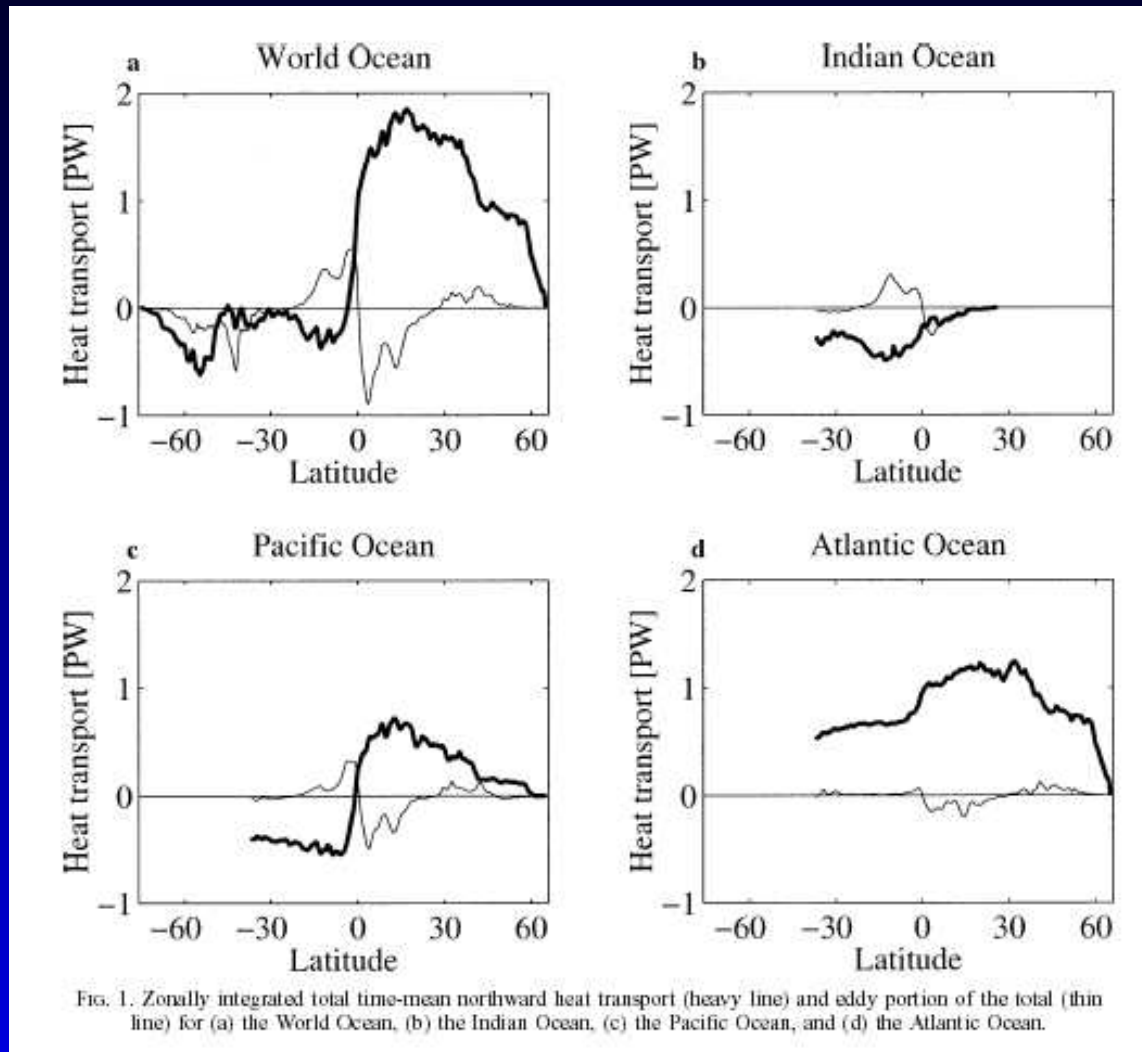 a World Ocean
2
1
0
−1
Heat transport [PW]
−60 −30 0 30 60
Latitude
b Indian Ocean
2
1
0
−1
Heat transport [PW]
−60 −30 0 30 60
Latitude
c Pacific Ocean
2
1
0
−1
Heat transport [PW]
−60 −30 0 30 60
Latitude
d Atlantic Ocean
2
1
0
−1
Heat transport [PW]
−60 −30 0 30 60
Latitude
FIG. 1. Zonally integrated total time-mean northward heat transport (heavy line) and eddy portion of the total (thin
line) for (a) the World Ocean, (b) the Indian Ocean, (c) the Pacific Ocean, and (d) the Atlantic Ocean.